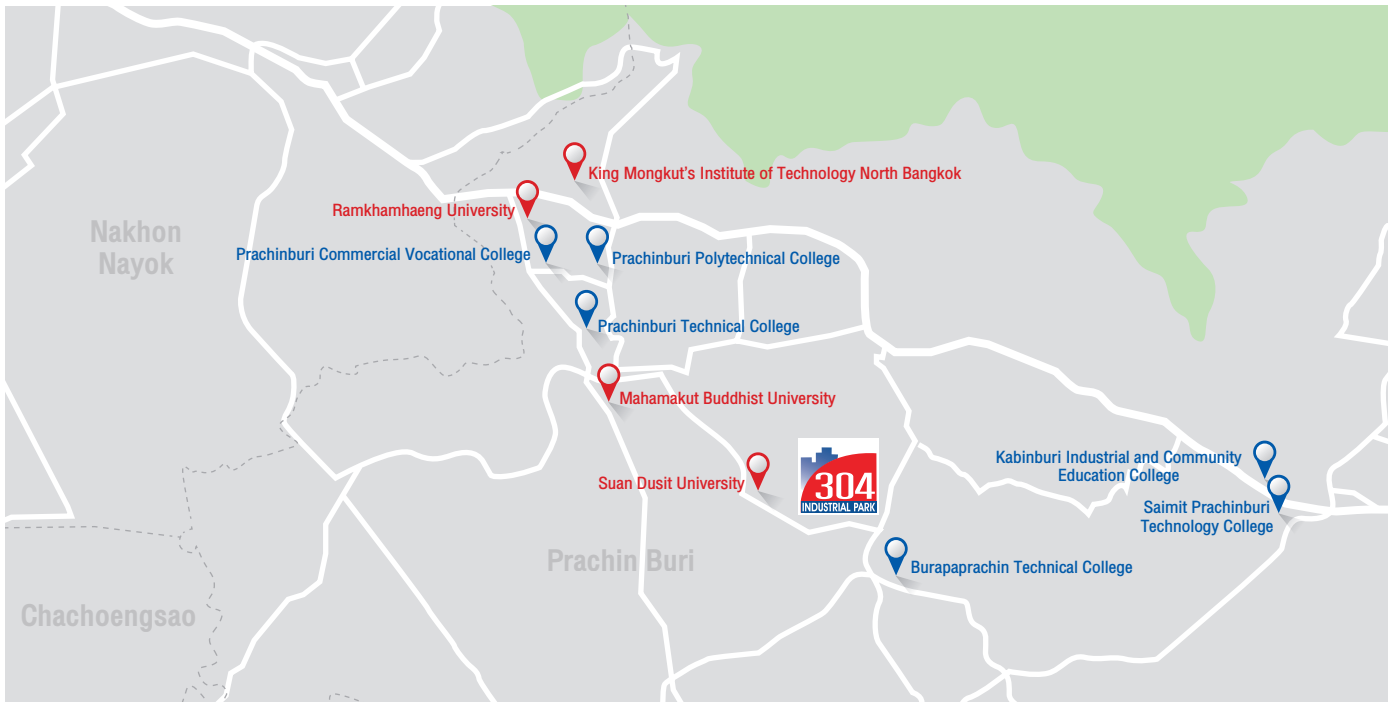 King Mongkut's Institute of Technology North Bangkok
Ramkhamhaeng University
Nakhon
Nayok
Prachinburi Commercial Vocational College
Prachinburi Polytechnical College
Prachinburi Technical College
Mahamakut Buddhist University
Suan Dusit University
304
INDUSTRIAL PARK
Kabinburi Industrial and Community
Education College
Saimit Prachinburi
Technology College
Prachin Buri
Burapaprachin Technical College
Chachoengsao